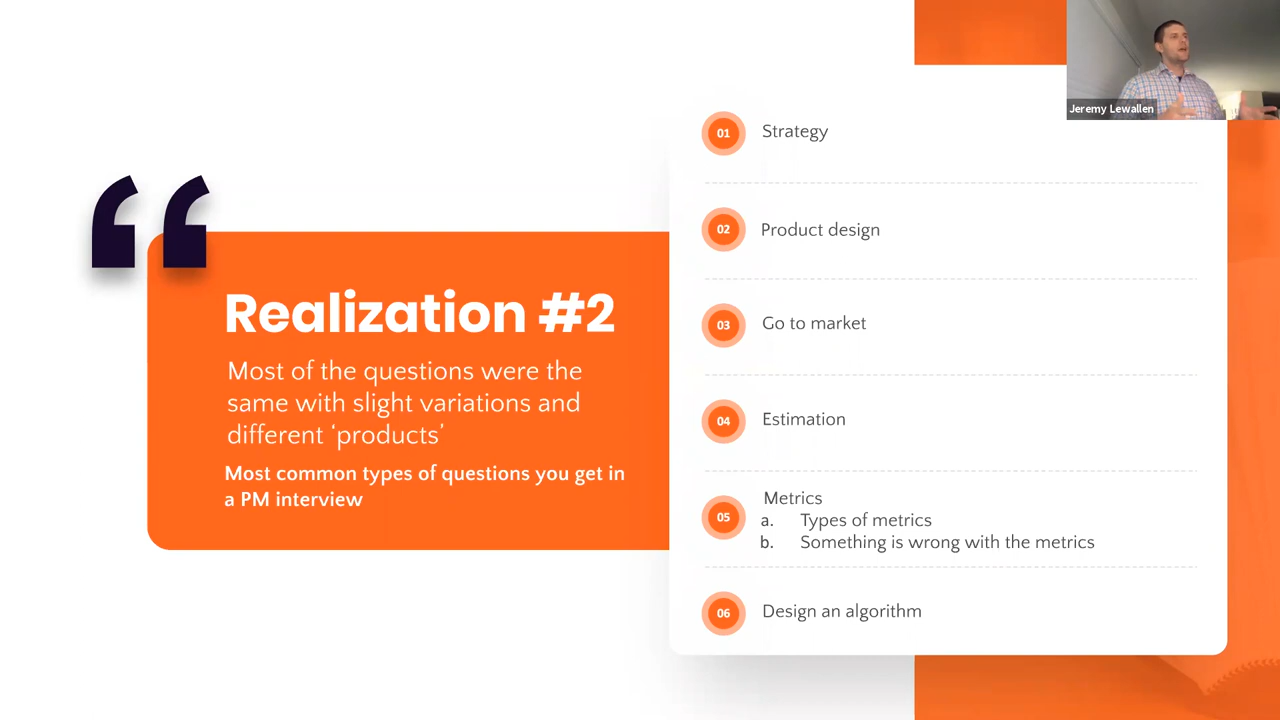 Realization #2
Most of the questions were the
same with slight variations and
different ‘products’
Most common types of questions you get in
a PM interview
01 Strategy
02 Product design
03 Go to market
04 Estimation
05 Metrics
a. Types of metrics
b. Something is wrong with the metrics
06 Design an algorithm
Jeremy Lewallen